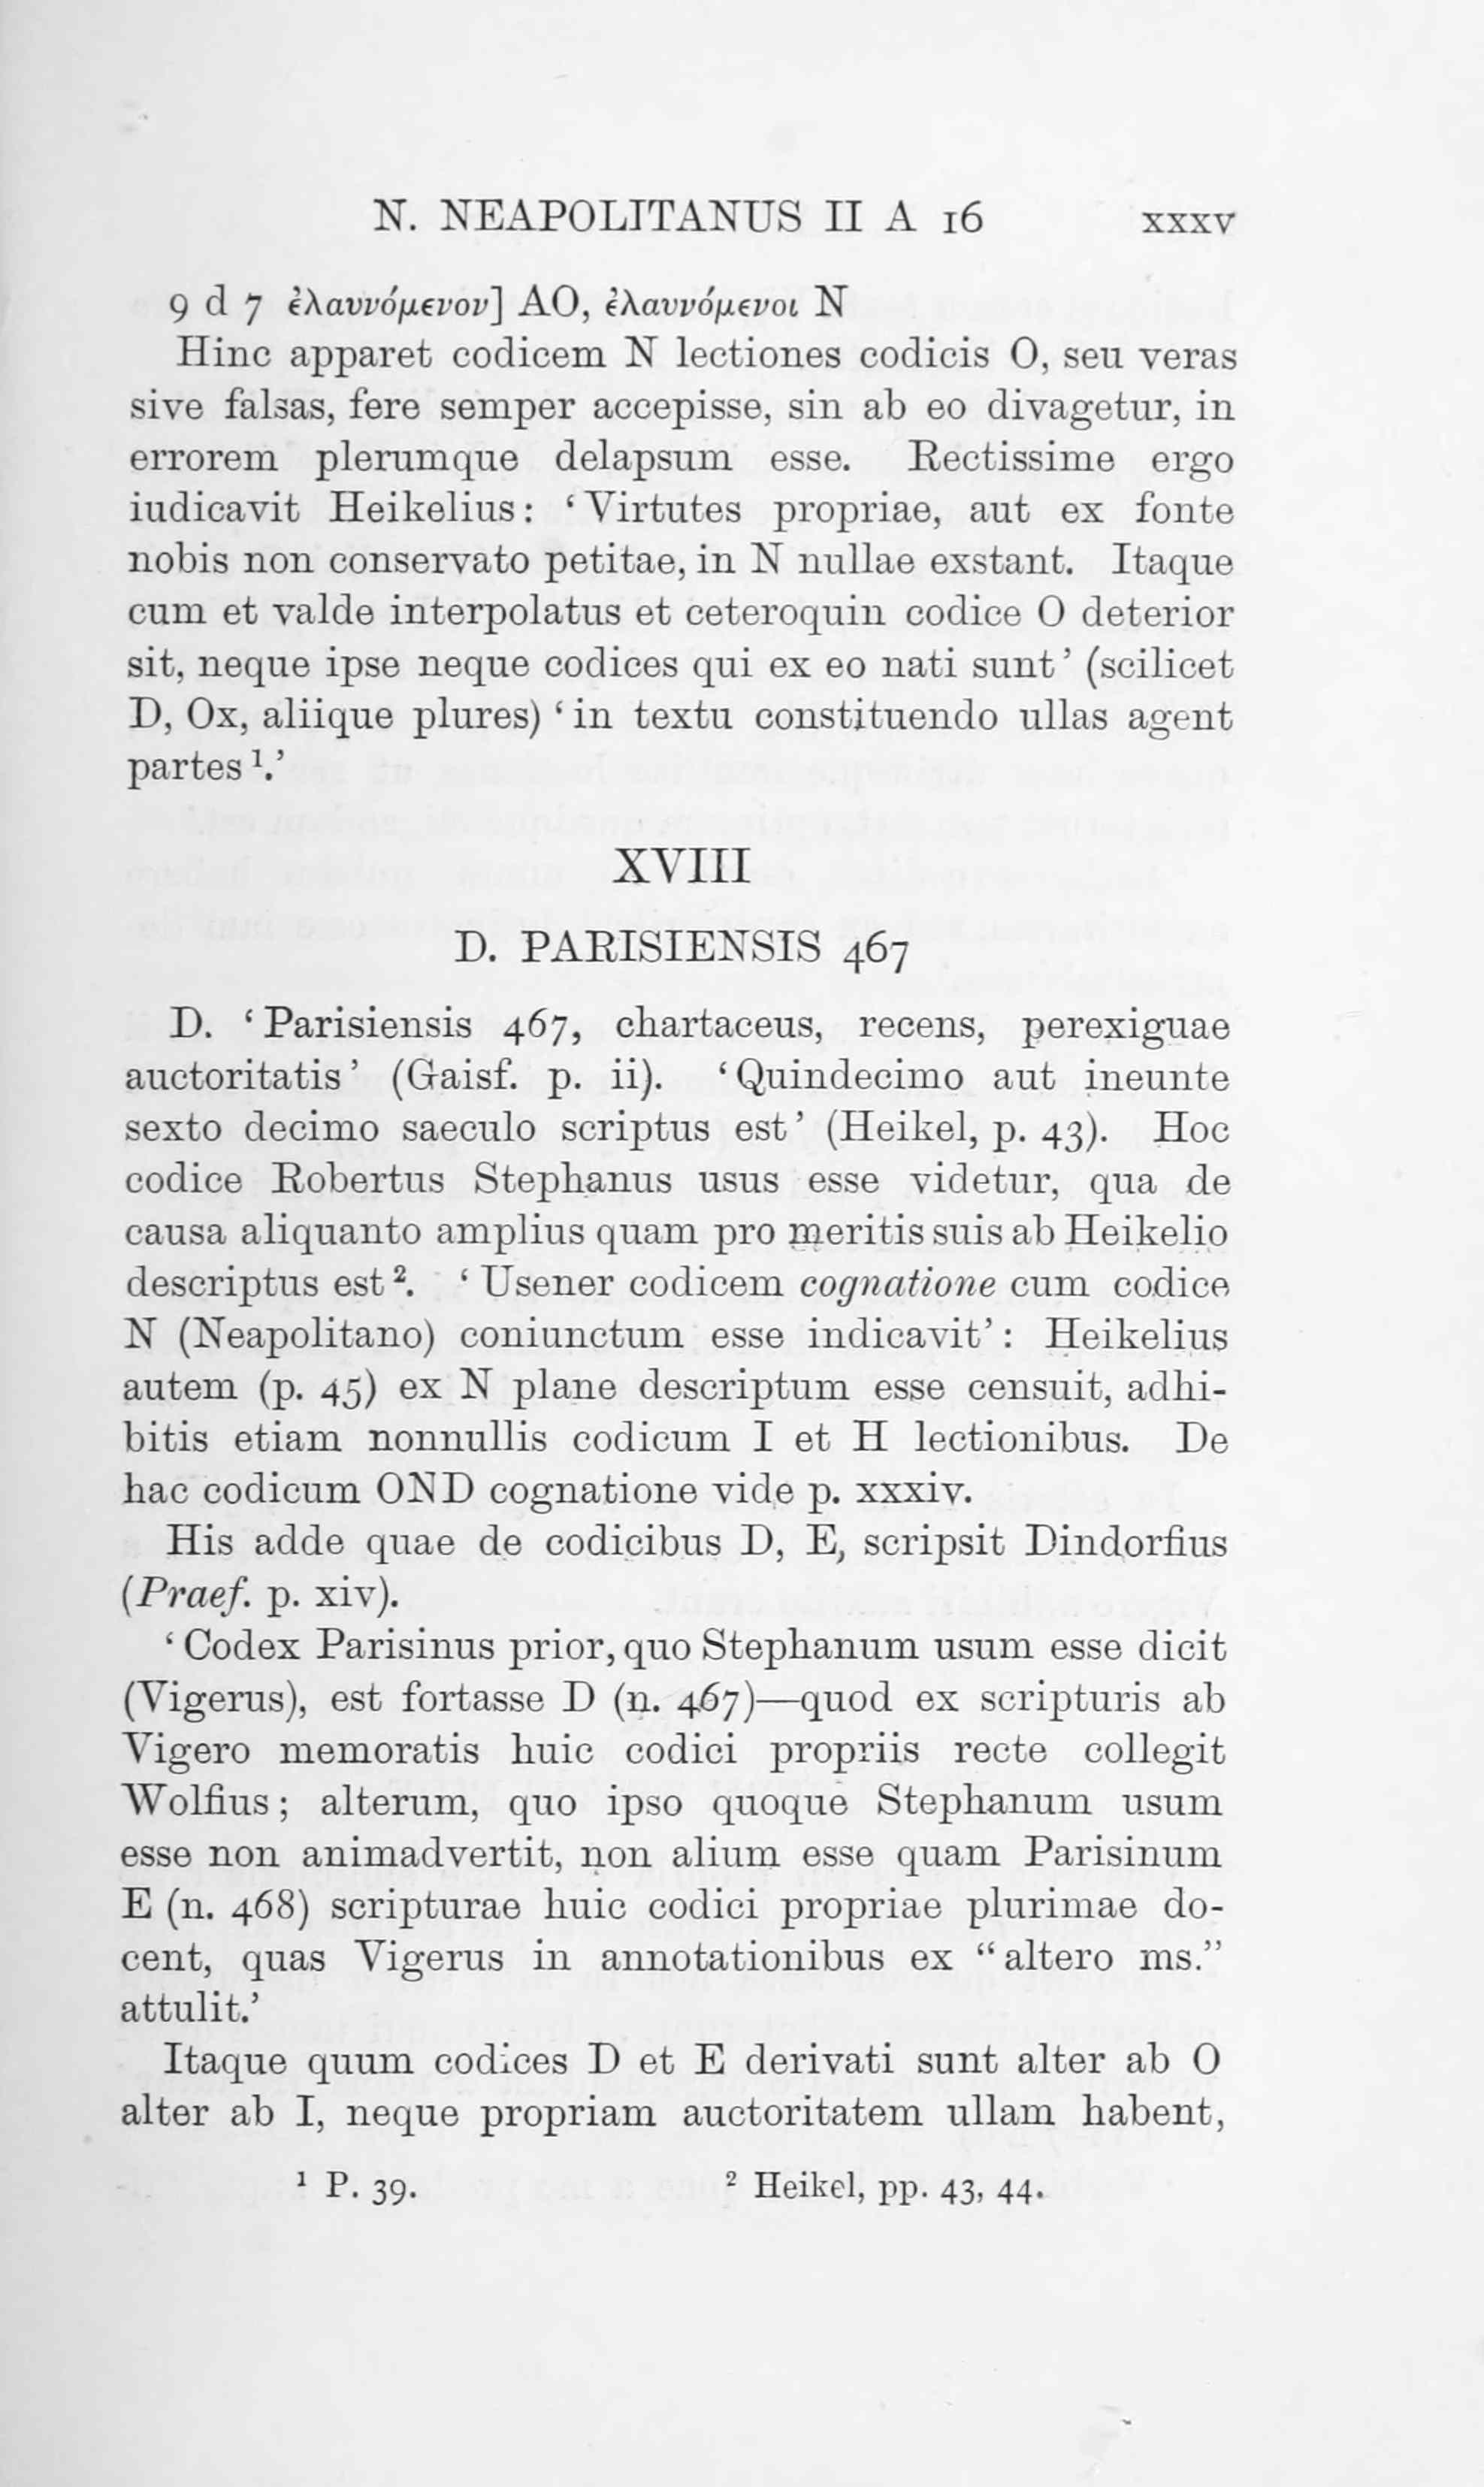 N. NEAPOLITANUS II A 16 xxxv
9 d 7 ἐλαυνόμενον] AO, ἐλαυνόμενοι N
Hinc apparet codicem N lectiones codicis O, seu veras
sive falsas, fere semper accepisse, sin ab eo divagetur, in
errorem plerumque delapsum esse. Rectissime ergo
iudicavit Heikelius: ‘Virtutes propriae, aut ex fonte
nobis non conservato petitae, in N nullae exstant. Itaque
cum et valde interpolatus et ceteroquin codice O deterior
sit, neque ipse neque codices qui ex eo nati sunt’ (scilicet
D, Ox, aliique plures) ‘in textu constituendo ullas agent
partes¹.’
XVIII
D. PARISIENSIS 467
D. ‘Parisiensis 467, chartaceus, recens, perexiguae
auctoritatis’ (Gaisf. p. ii). ‘Quindecimo aut ineunte
sexto decimo saeculo scriptus est’ (Heikel, p. 43). Hoc
codice Robertus Stephanus usus esse videtur, qua de
causa aliquanto amplius quam pro meritis suis ab Heikelio
descriptus est². ‘Usener codicem cognatione cum codice
N (Neapolitano) coniunctum esse indicavit’: Heikelius
autem (p. 45) ex N plane descriptum esse censuit, adhi-
bitis etiam nonnullis codicum I et H lectionibus. De
hac codicum OND cognatione vide p. xxxiv.
His adde quae de codicibus D, E, scripsit Dindorfius
(Praef. p. xiv).
‘Codex Parisinus prior, quo Stephanum usum esse dicit
(Vigerus), est fortasse D (n. 467)—quod ex scripturis ab
Vigero memoratis huic codici propriis recte collegit
Wolfius; alterum, quo ipso quoque Stephanum usum
esse non animadvertit, non alium esse quam Parisinum
E (n. 468) scripturae huic codici propriae plurimae do-
cent, quas Vigerus in annotationibus ex “altero ms.”
attulit.’
Itaque quum codices D et E derivati sunt alter ab O
alter ab I, neque propriam auctoritatem ullam habent,
¹ P. 39. ² Heikel, pp. 43, 44.